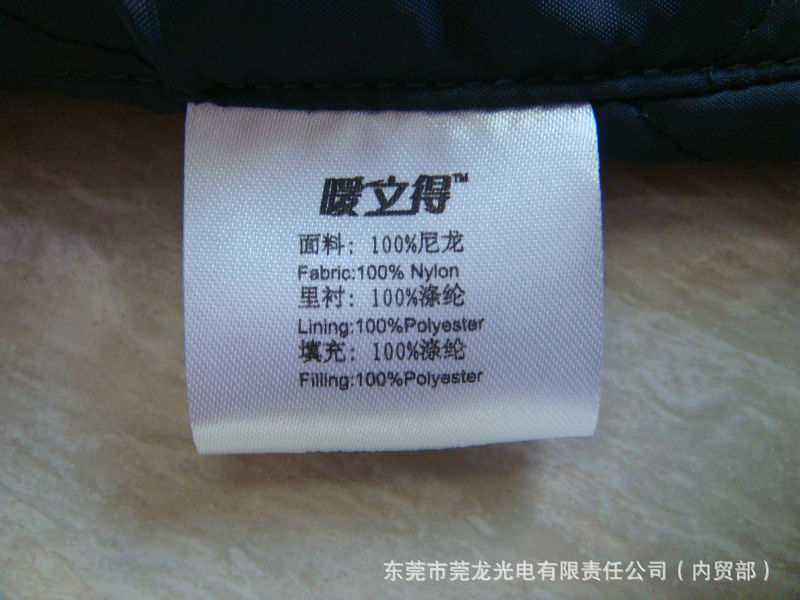 暖立得™
面料：100%尼龙
Fabric:100% Nylon
里衬：100%涤纶
Lining:100%Polyester
填充：100%涤纶
Filling:100%Polyester
东莞市莞龙光电有限责任公司（内贸部）